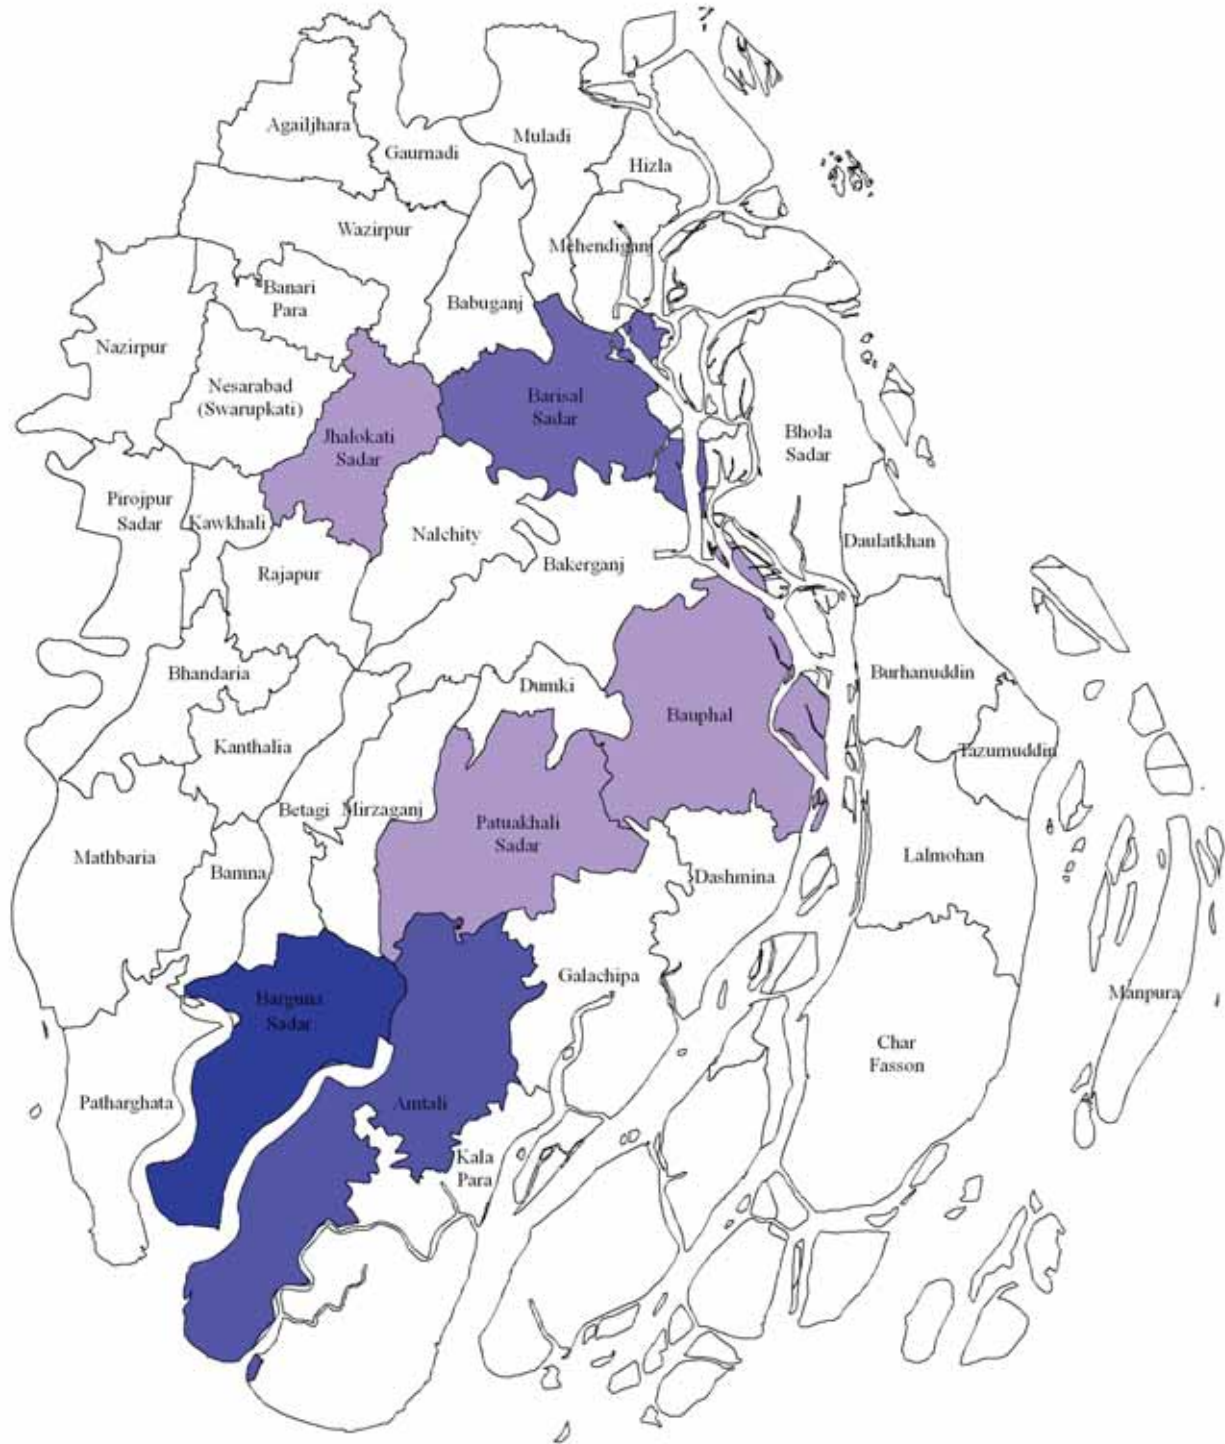 Agailjhara
Gaurnadi
Muladi
Hizla
Wazirpur
Mehendiganj
Banari
Para
Babuganj
Nazirpur
Nesarabad
(Swarupkati)
Barisal
Sadar
Jhalokati
Sadar
Bhola
Sadar
Pirojpur
Sadar
Kawkhali
Nalchity
Daulatkhan
Rajapur
Bakerganj
Bhandaria
Dumki
Burhanuddin
Bauphal
Kanthalia
Tazumuddin
Betagi
Mirzaganj
Patuakhali
Sadar
Mathbaria
Bamna
Dashmina
Lalmohan
Galachipa
Barguna
Sadar
Manpura
Char
Fasson
Patharghata
Amtali
Kala
Para